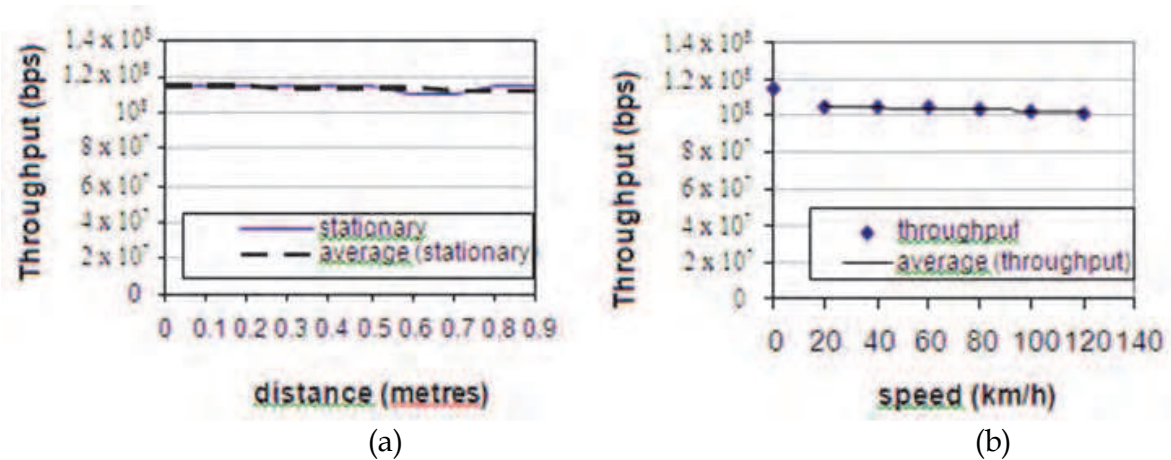 Throughput (bps)
1.4 x 10⁸
1.2 x 10⁸
10⁸
8 x 10⁷
6 x 10⁷
4 x 10⁷
2 x 10⁷
0
stationary
average (stationary)
0 0.1 0.2 0.3 0.4 0.5 0.6 0.7 0.8 0.9
distance (metres)
(a)
Throughput (bps)
1.4 x 10⁸
1.2 x 10⁸
10⁸
8 x 10⁷
6 x 10⁷
4 x 10⁷
2 x 10⁷
0
throughput
average (throughput)
0 20 40 60 80 100 120 140
speed (km/h)
(b)